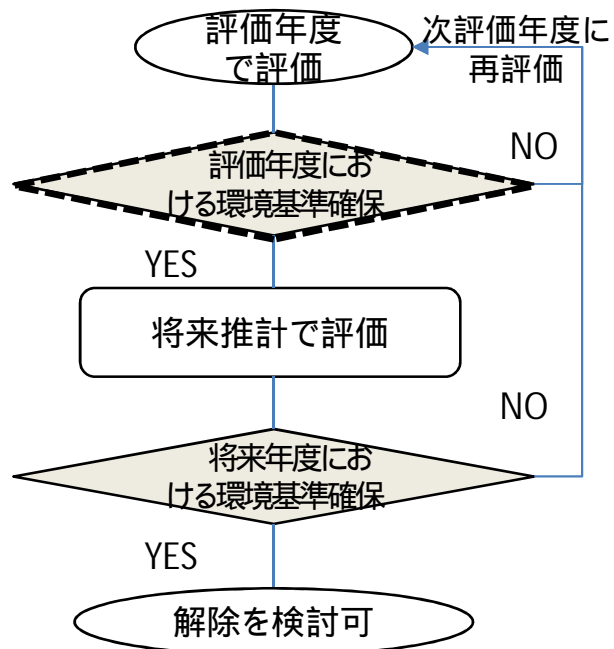 評価年度
で評価
次評価年度に
再評価
NO
評価年度にお
ける環境基準確保
YES
将来推計で評価
NO
将来年度にお
ける環境基準確保
YES
解除を検討可